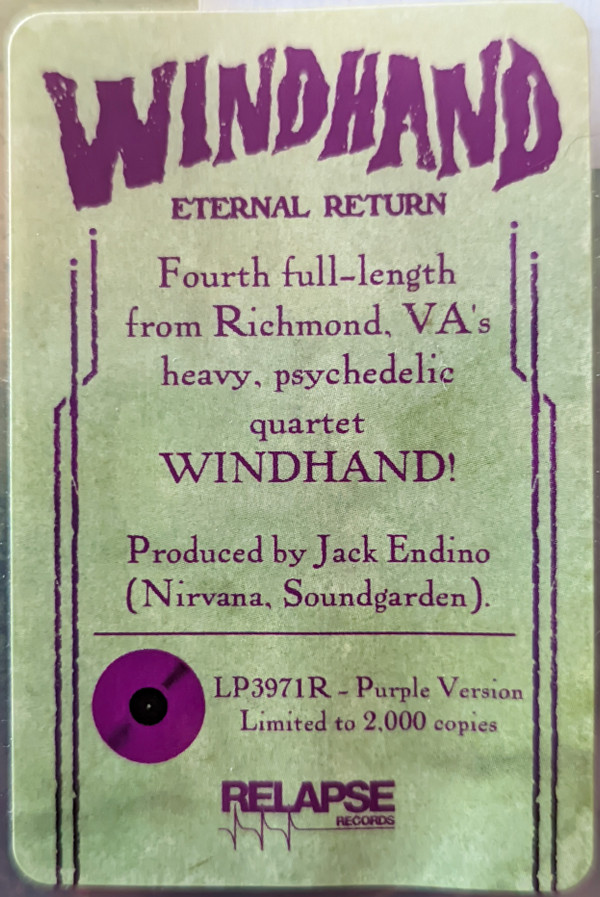 WINDHAND
ETERNAL RETURN
Fourth full-length
from Richmond, VA's
heavy, psychedelic
quartet
WINDHAND!
Produced by Jack Endino
(Nirvana, Soundgarden).
LP3971R - Purple Version
Limited to 2,000 copies
RELAPSE
RECORDS